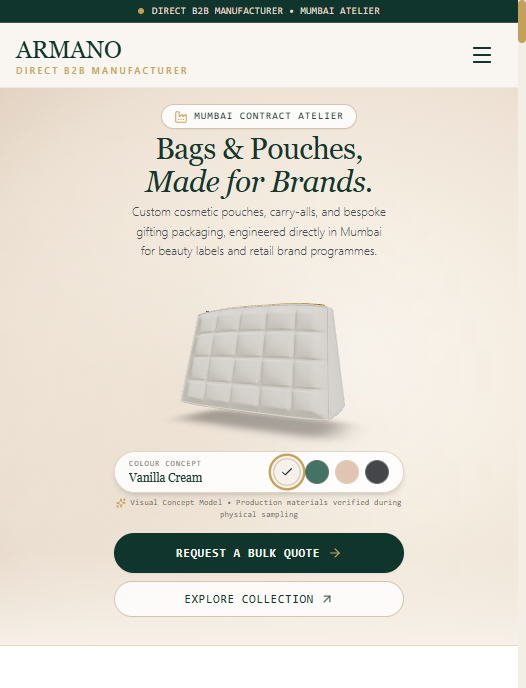 DIRECT B2B MANUFACTURER • MUMBAI ATELIER
ARMANO
DIRECT B2B MANUFACTURER
MUMBAI CONTRACT ATELIER
Bags & Pouches,
Made for Brands.
Custom cosmetic pouches, carry-alls, and bespoke
gifting packaging, engineered directly in Mumbai
for beauty labels and retail brand programmes.
COLOUR CONCEPT
Vanilla Cream
Visual Concept Model • Production materials verified during
physical sampling
REQUEST A BULK QUOTE →
EXPLORE COLLECTION ↗